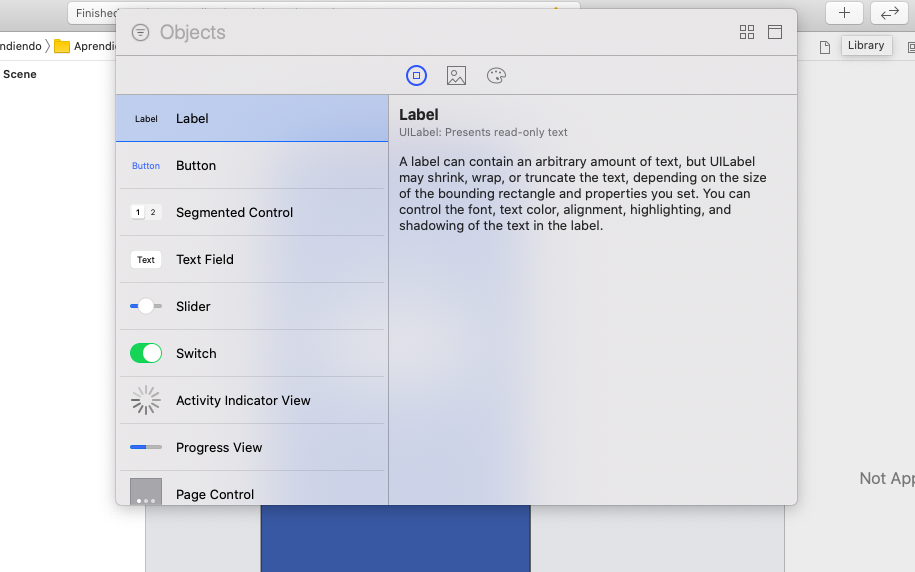 Finished
Objects
ndiendo
Aprendie
Library
Scene
Label
Label
Button
Button
1 2
Segmented Control
Text
Text Field
Slider
Switch
Activity Indicator View
Progress View
Page Control
Label
UILabel: Presents read-only text
A label can contain an arbitrary amount of text, but UILabel
may shrink, wrap, or truncate the text, depending on the size
of the bounding rectangle and properties you set. You can
control the font, text color, alignment, highlighting, and
shadowing of the text in the label.
Not App